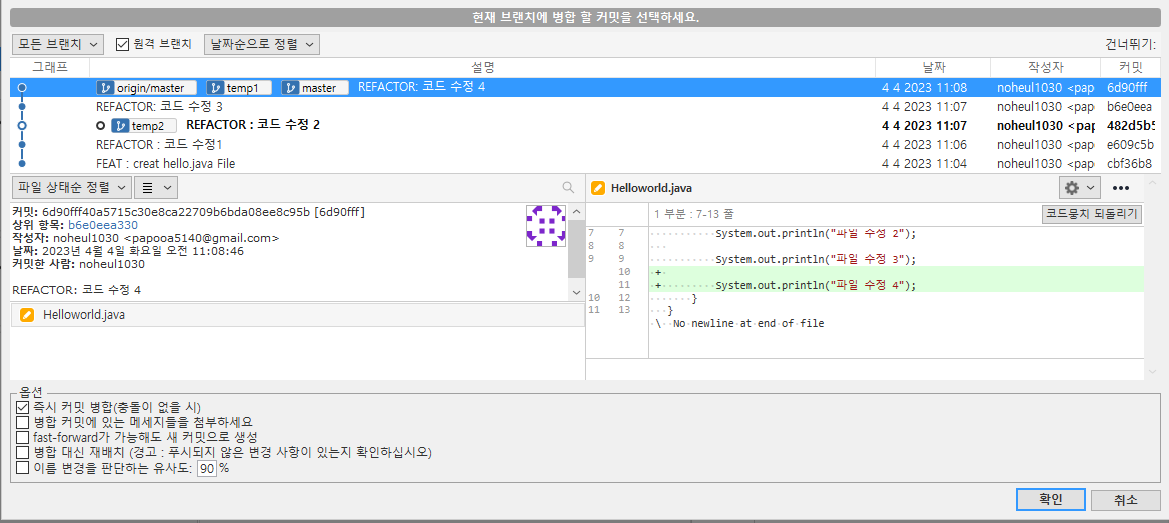 현재 브랜치에 병합 할 커밋을 선택하세요.
모든 브랜치 원격 브랜치 날짜순으로 정렬 건너뛰기:
그래프 설명 날짜 작성자 커밋
origin/master temp1 master REFACTOR: 코드 수정 4 4 4 2023 11:08 noheul1030 <pap 6d90fff
REFACTOR: 코드 수정 3 4 4 2023 11:07 noheul1030 <pap b6e0eea
temp2 REFACTOR : 코드 수정 2 4 4 2023 11:07 noheul1030 <pap 482d5b5
REFACTOR : 코드 수정1 4 4 2023 11:06 noheul1030 <pap e609c5b
FEAT : creat hello.java File 4 4 2023 11:04 noheul1030 <pap cbf36b8
파일 상태순 정렬
커밋: 6d90fff40a5715c30e8ca22709b6bda08ee8c95b [6d90fff]
상위 항목: b6e0eea330
작성자: noheul1030 <papooa5140@gmail.com>
날짜: 2023년 4월 4일 화요일 오전 11:08:46
커밋한 사람: noheul1030
REFACTOR: 코드 수정 4
Helloworld.java
Helloworld.java
1 부분 : 7-13 줄 코드뭉치 되돌리기
7 7 System.out.println("파일 수정 2");
8 8
9 9 System.out.println("파일 수정 3");
10 +
11 + System.out.println("파일 수정 4");
10 12 }
11 13 }
\ No newline at end of file
옵션
즉시 커밋 병합(충돌이 없을 시)
병합 커밋에 있는 메세지들을 첨부하세요
fast-forward가 가능해도 새 커밋으로 생성
병합 대신 재배치 (경고 : 푸시되지 않은 변경 사항이 있는지 확인하십시오)
이름 변경을 판단하는 유사도: 90 %
확인 취소